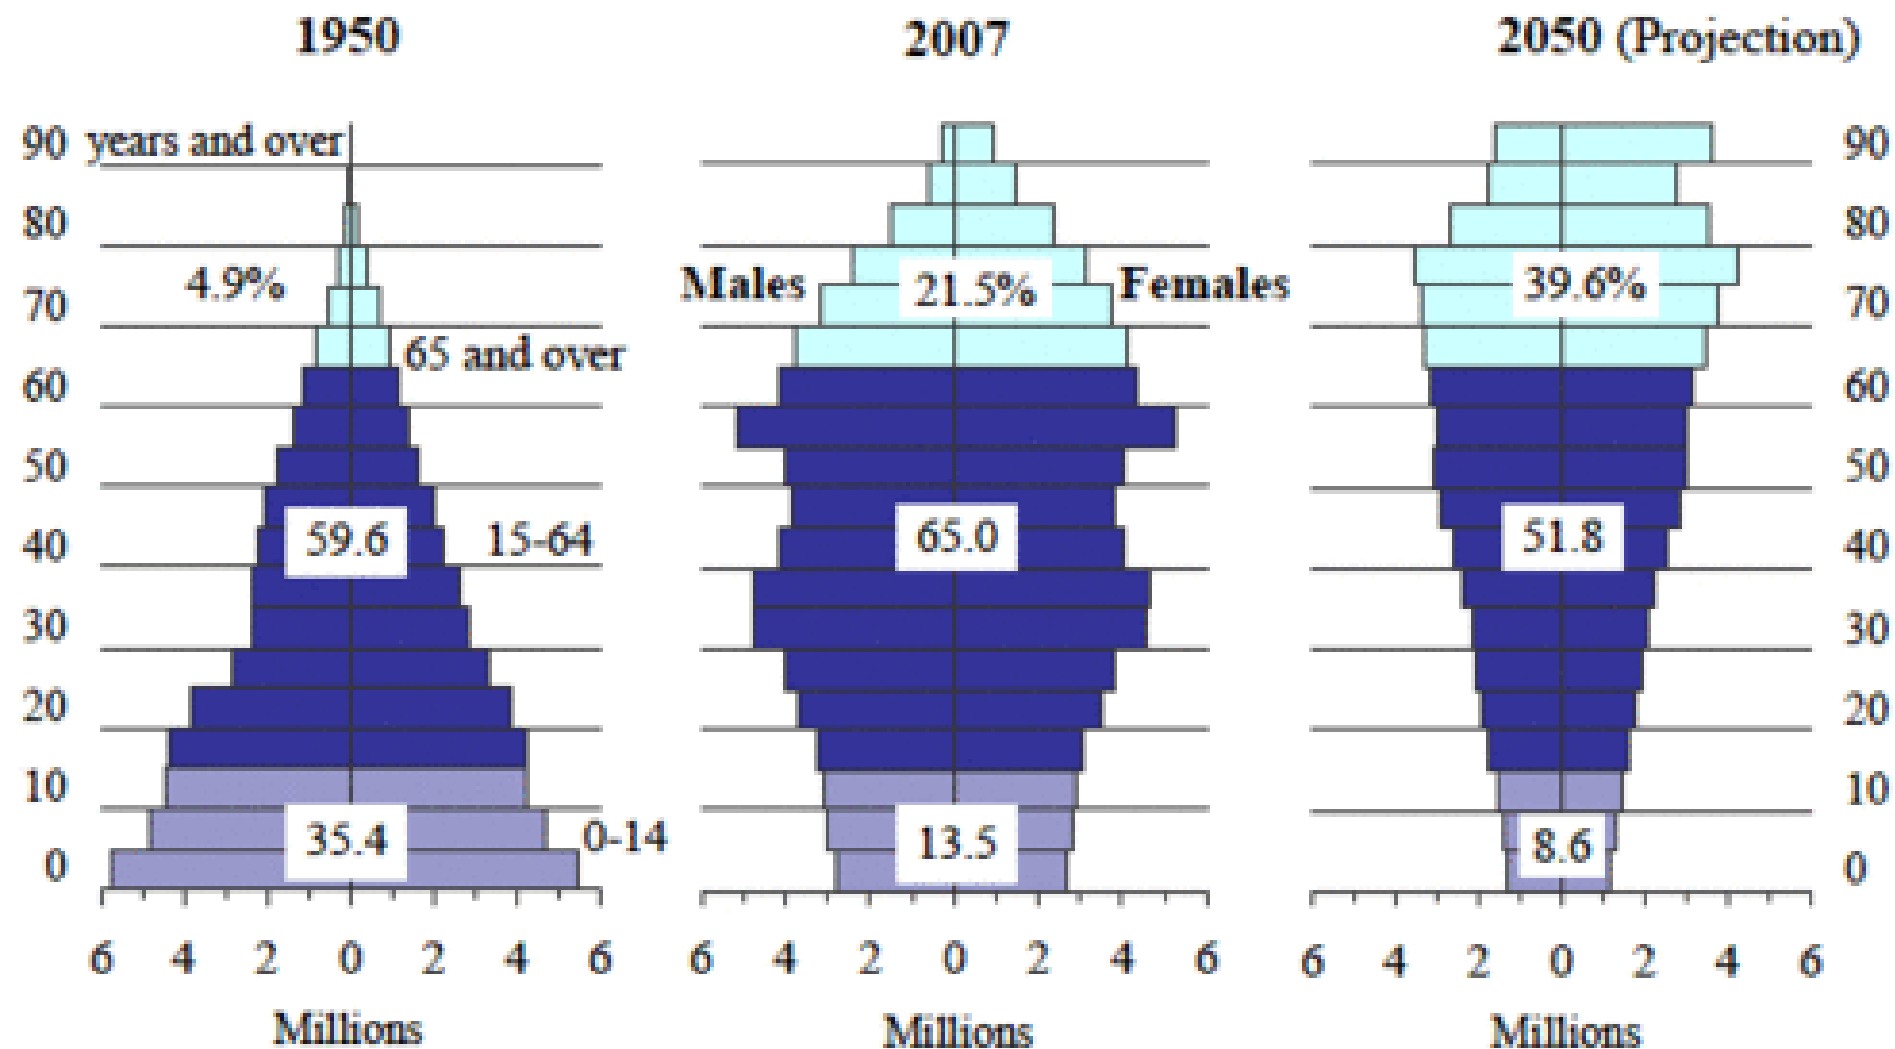 1950 2007 2050 (Projection)
90 years and over 90
80 80
4.9% Males 21.5% Females 39.6%
70 70
65 and over
60 60
50 50
59.6 15-64 65.0 51.8
40 40
30 30
20 20
10 10
35.4 0-14 13.5 8.6
0 0
6 4 2 0 2 4 6 6 4 2 0 2 4 6 6 4 2 0 2 4 6
Millions Millions Millions